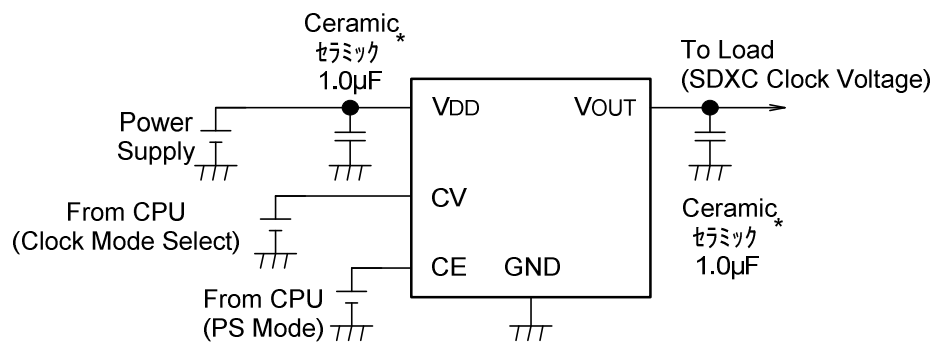 Ceramic *
ｾﾗﾐｯｸ
1.0µF
To Load
(SDXC Clock Voltage)
VDD
VOUT
Power
Supply
CV
From CPU
(Clock Mode Select)
Ceramic *
ｾﾗﾐｯｸ
1.0µF
CE
GND
From CPU
(PS Mode)